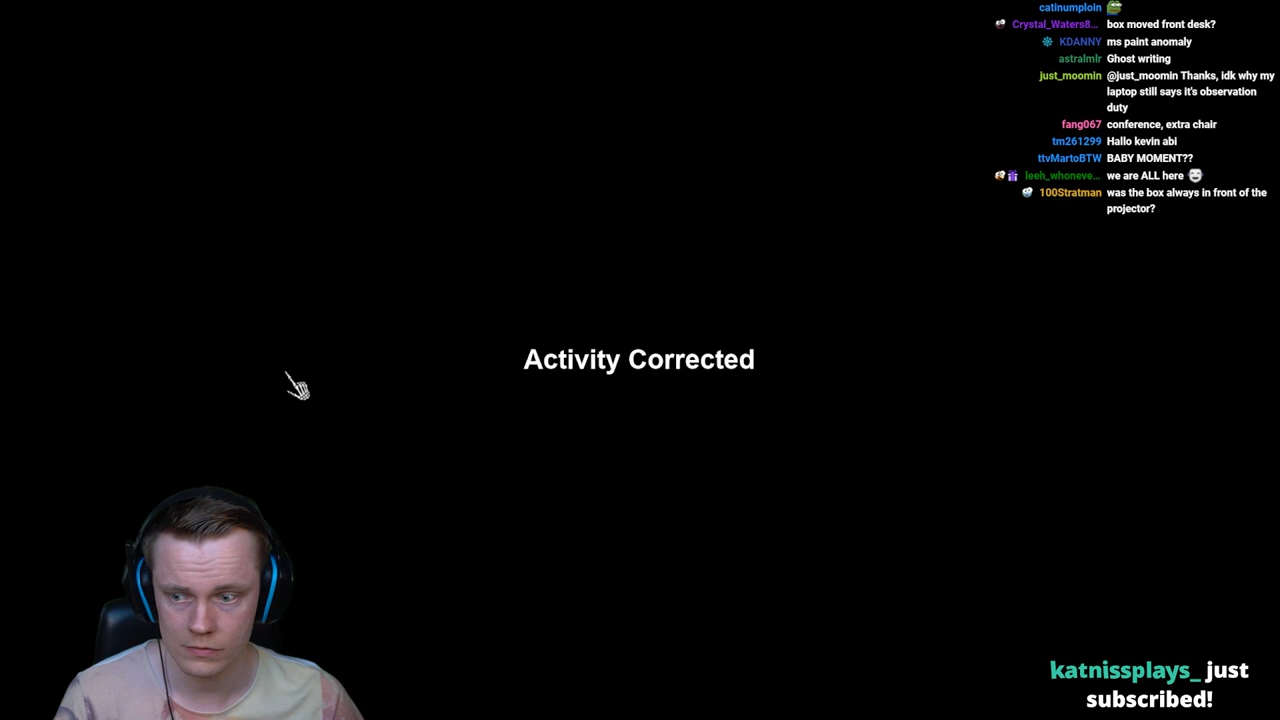 catinumploin
Crystal_Waters8... box moved front desk?
KDANNY ms paint anomaly
astralmlr Ghost writing
just_moomin @just_moomin Thanks, idk why my
laptop still says it's observation
duty
fang067 conference, extra chair
tm261299 Hallo kevin abi
ttvMartoBTW BABY MOMENT??
leeh_whoneve... we are ALL here
100Stratman was the box always in front of the
projector?
Activity Corrected
katnissplays_ just
subscribed!